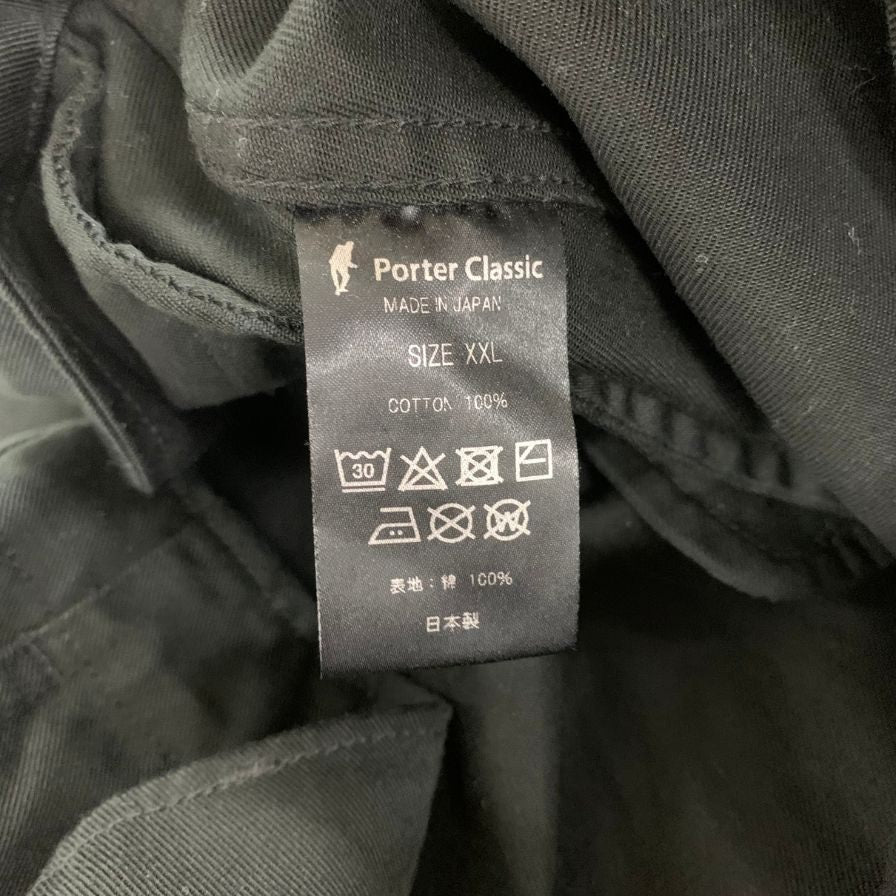 Porter Classic
MADE IN JAPAN
SIZE XXL
COTTON 100%
30
W
表地：綿 100%
日本製